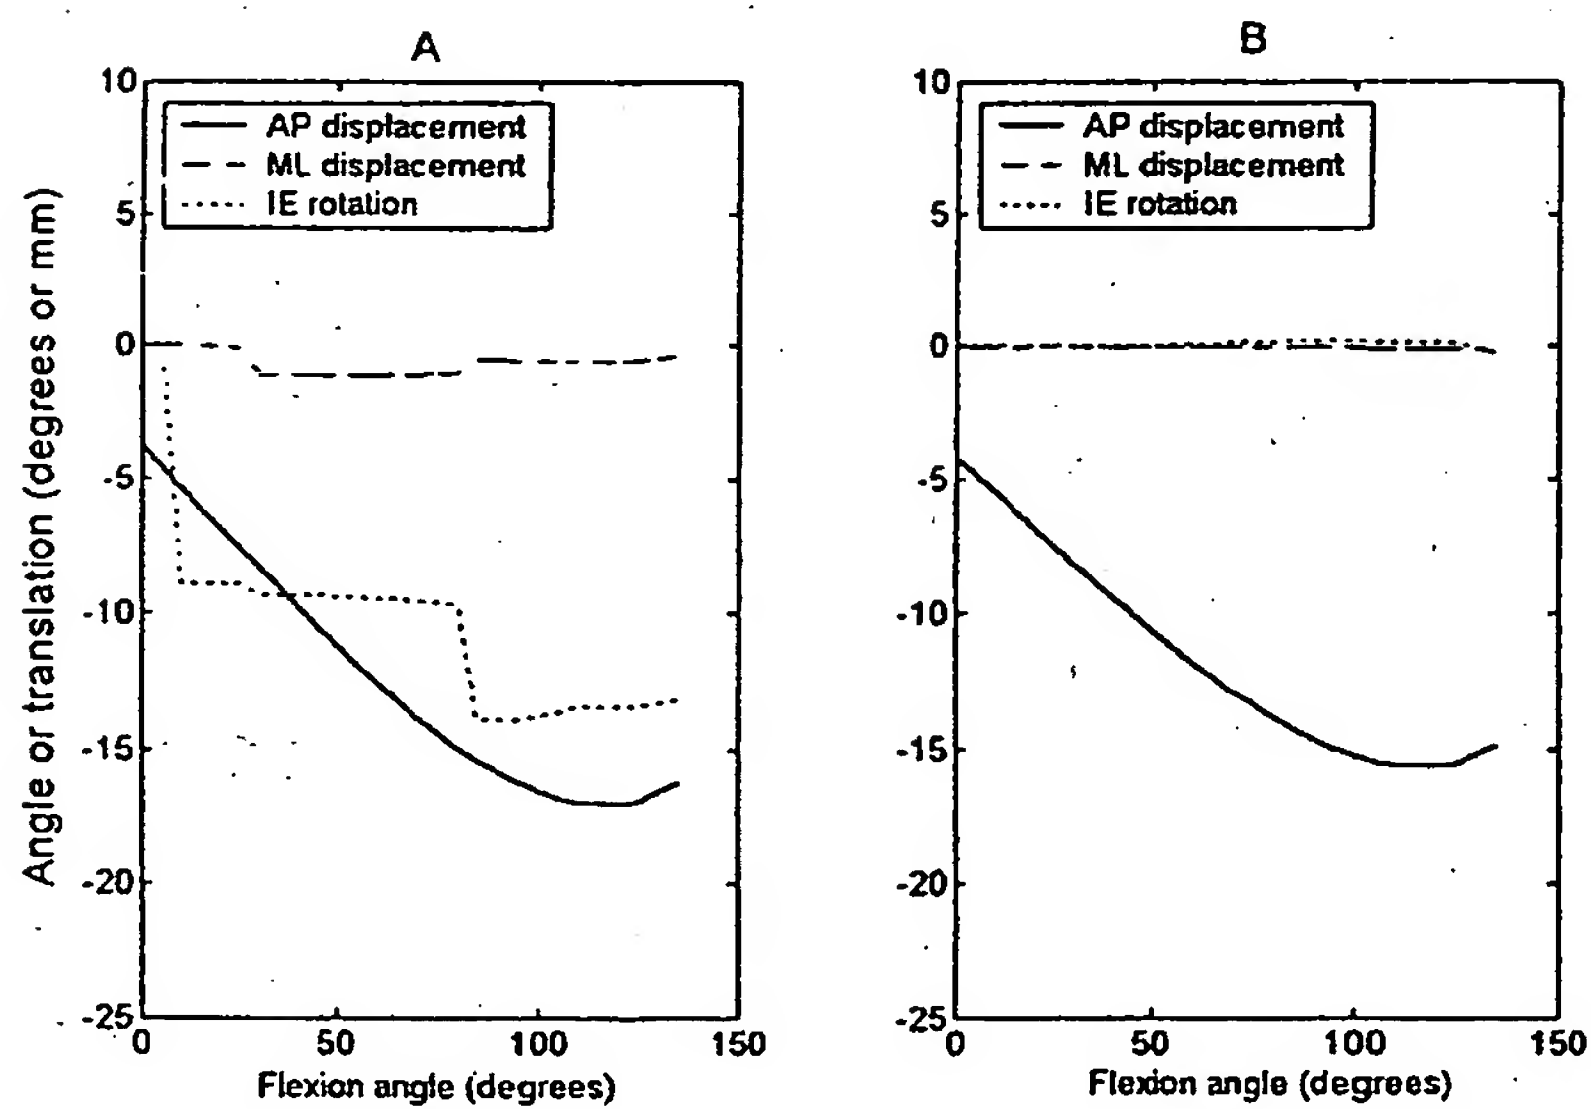 A
10
5
0
-5
-10
-15
-20
-25
0
50
100
150
AP displacement
ML displacement
IE rotation
Angle or translation (degrees or mm)
Flexion angle (degrees)
B
10
5
0
-5
-10
-15
-20
-25
0
50
100
150
AP displacement
ML displacement
IE rotation
Flexion angle (degrees)